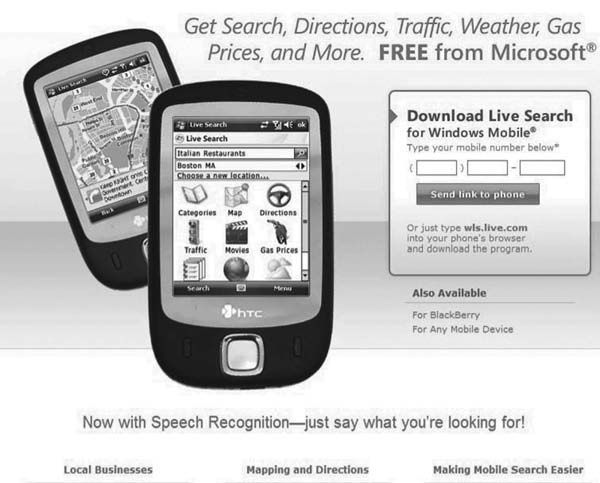 Get Search, Directions, Traffic, Weather, Gas
Prices, and More. FREE from Microsoft®
Live Search
West End
Back
Live Search ok
Live Search
Italian Restaurants
Boston MA
Choose a new location...
Categories Map Directions
Traffic Movies Gas Prices
Search Menu
hTC
hTC
Download Live Search
for Windows Mobile®
Type your mobile number below*
( ) -
Send link to phone
Or just type wls.live.com
into your phone's browser
and download the program.
Also Available
For BlackBerry
For Any Mobile Device
Now with Speech Recognition—just say what you're looking for!
Local Businesses Mapping and Directions Making Mobile Search Easier